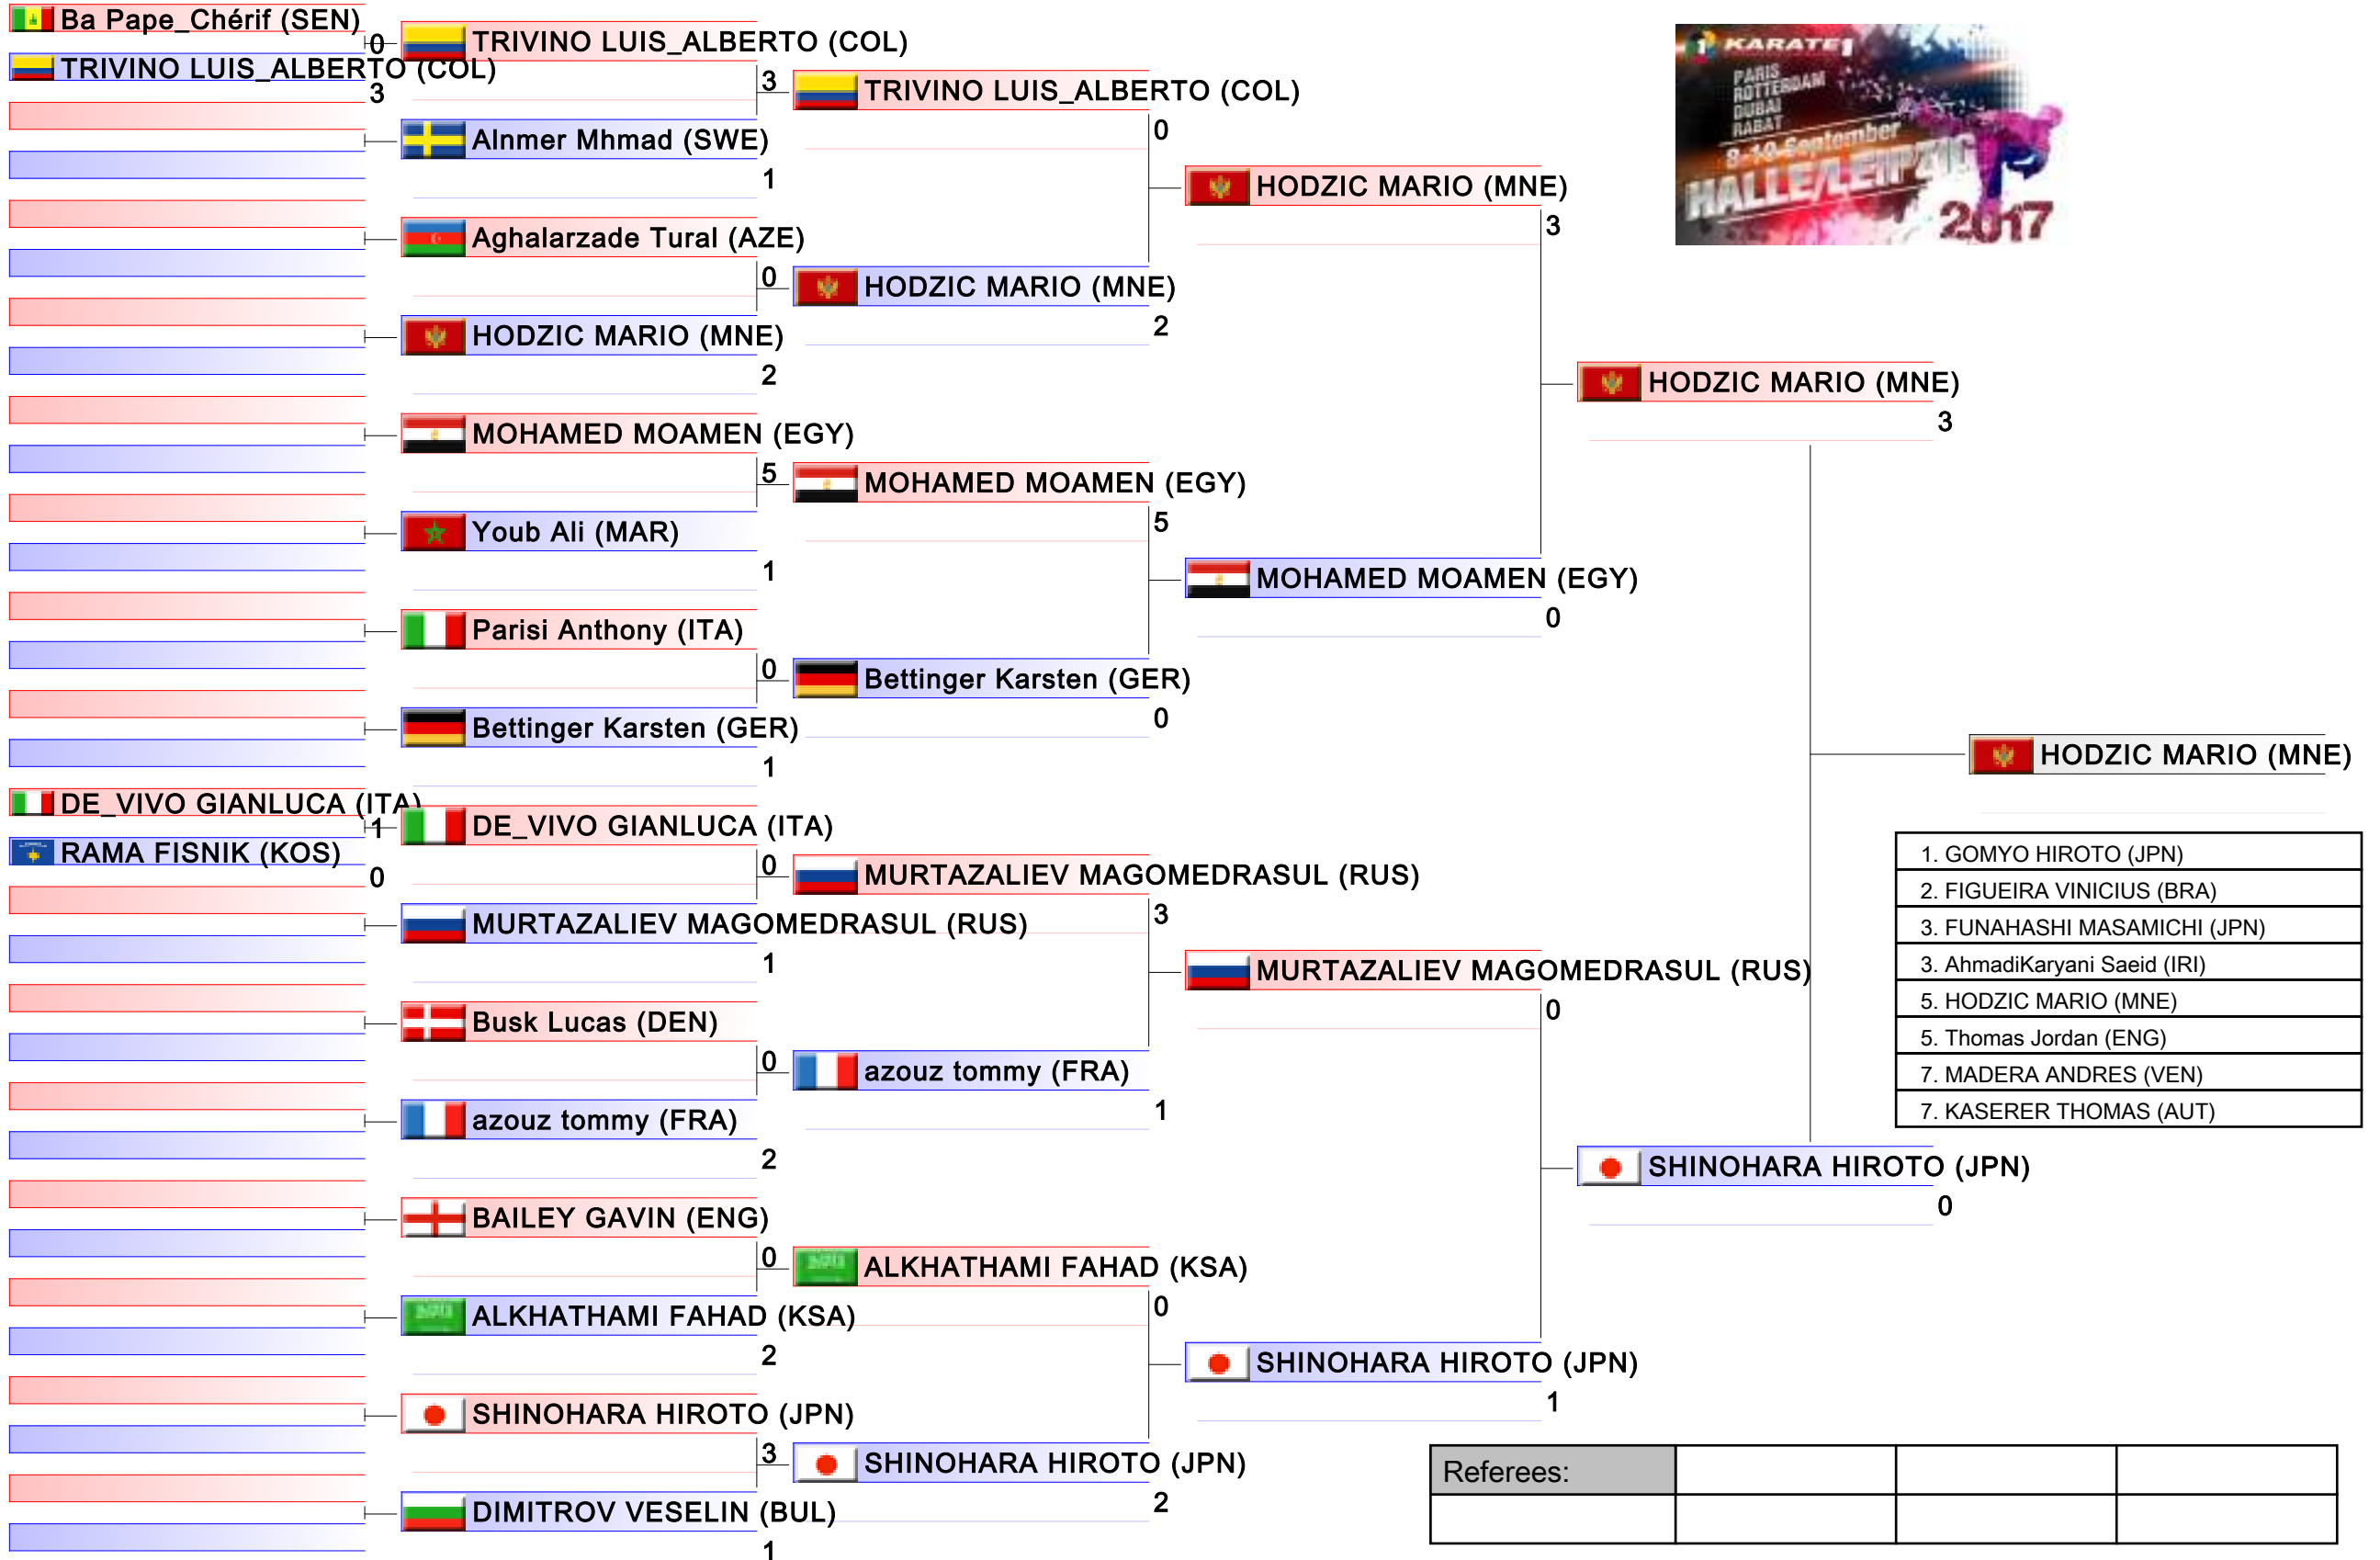 Ba Pape_Chérif (SEN)
0
TRIVINO LUIS_ALBERTO (COL)
3
DE_VIVO GIANLUCA (ITA)
1
RAMA FISNIK (KOS)
0
TRIVINO LUIS_ALBERTO (COL)
3
Alnmer Mhmad (SWE)
1
Aghalarzade Tural (AZE)
0
HODZIC MARIO (MNE)
2
MOHAMED MOAMEN (EGY)
5
Youb Ali (MAR)
1
Parisi Anthony (ITA)
0
Bettinger Karsten (GER)
1
DE_VIVO GIANLUCA (ITA)
0
MURTAZALIEV MAGOMEDRASUL (RUS)
1
Busk Lucas (DEN)
0
azouz tommy (FRA)
2
BAILEY GAVIN (ENG)
0
ALKHATHAMI FAHAD (KSA)
2
SHINOHARA HIROTO (JPN)
3
DIMITROV VESELIN (BUL)
1
TRIVINO LUIS_ALBERTO (COL)
0
HODZIC MARIO (MNE)
2
MOHAMED MOAMEN (EGY)
5
Bettinger Karsten (GER)
0
MURTAZALIEV MAGOMEDRASUL (RUS)
3
azouz tommy (FRA)
1
ALKHATHAMI FAHAD (KSA)
0
SHINOHARA HIROTO (JPN)
2
HODZIC MARIO (MNE)
3
MOHAMED MOAMEN (EGY)
0
MURTAZALIEV MAGOMEDRASUL (RUS)
0
SHINOHARA HIROTO (JPN)
1
HODZIC MARIO (MNE)
3
SHINOHARA HIROTO (JPN)
0
HODZIC MARIO (MNE)
KARATE1
PARIS
ROTTERDAM
DUBAI
RABAT
9-10 September
HALLE/LEIPZIG
2017
1. GOMYO HIROTO (JPN)
2. FIGUEIRA VINICIUS (BRA)
3. FUNAHASHI MASAMICHI (JPN)
3. AhmadiKaryani Saeid (IRI)
5. HODZIC MARIO (MNE)
5. Thomas Jordan (ENG)
7. MADERA ANDRES (VEN)
7. KASERER THOMAS (AUT)
Referees: